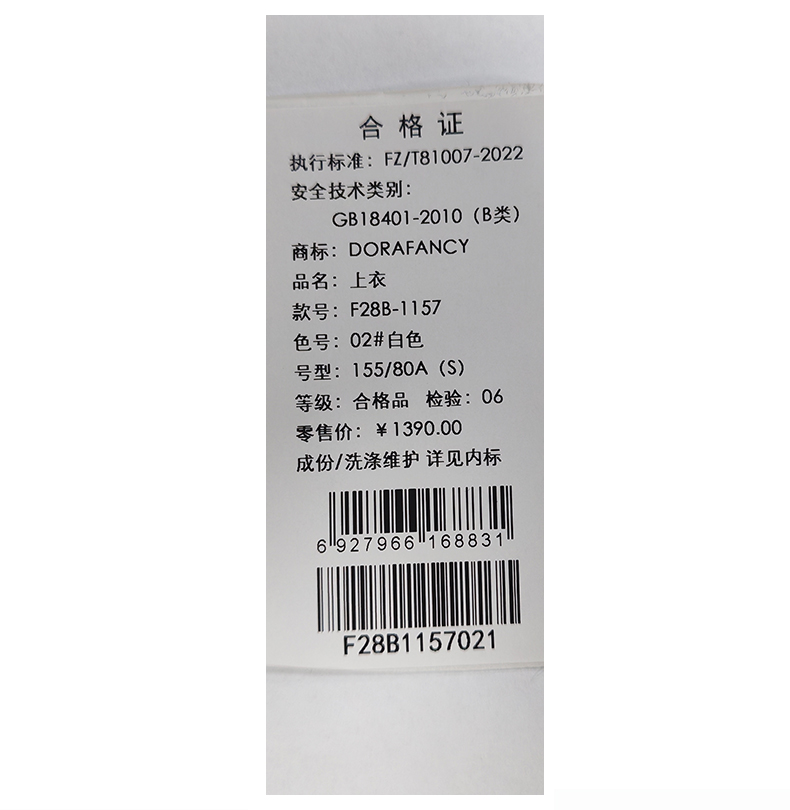 合格证
执行标准：FZ/T81007-2022
安全技术类别：
GB18401-2010（B类）
商标：DORAFANCY
品名：上衣
款号：F28B-1157
色号：02#白色
号型：155/80A（S）
等级：合格品 检验：06
零售价：￥1390.00
成份/洗涤维护 详见内标
6 927966 168831
F28B1157021